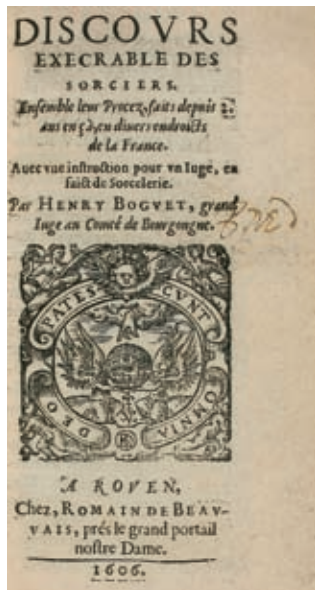 DISCOVRS
EXECRABLE DES
SORCIERS.
Ensemble leur Procez, faits depuis 2.
ans en çà, en diuers endroicts
de la France.
Auec vne instruction pour vn Iuge, en
faict de Sorcelerie.
Par HENRY BOGVET, grand
Iuge au Comté de Bourgongne.
PATES CVNT
DEO OMNIA
A ROVEN,
Chez, ROMAIN DE BEAV-
VAIS, prés le grand portail
nostre Dame.
1606.